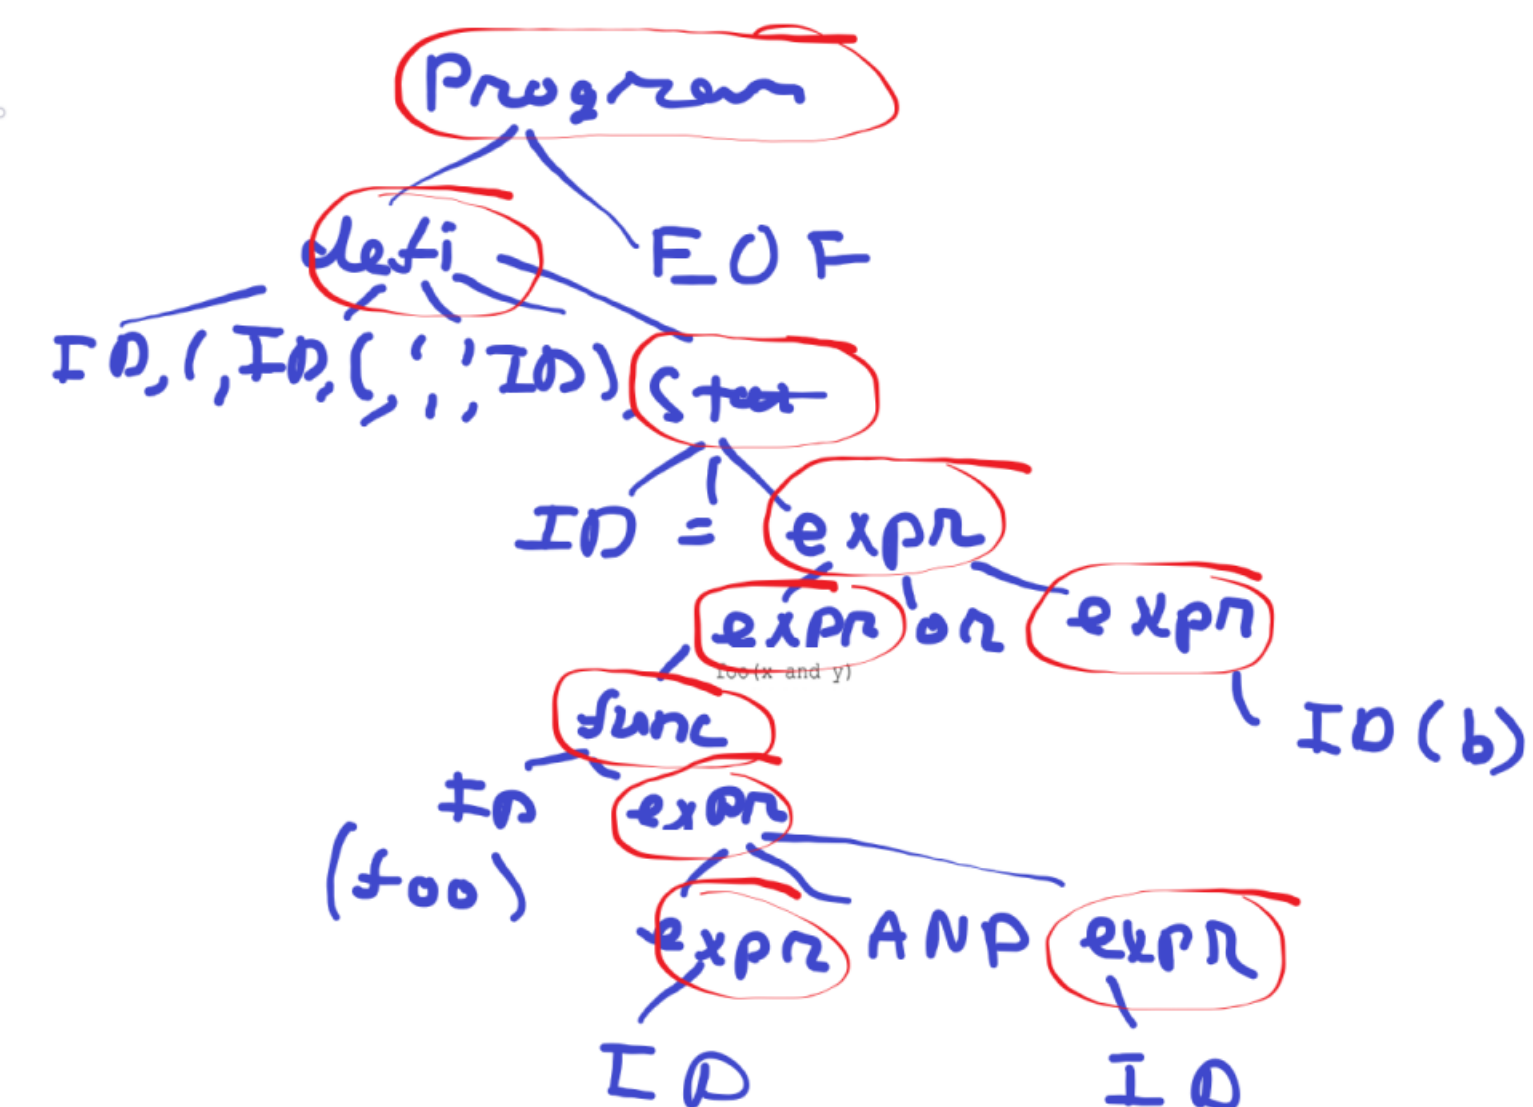 Program
defi EOF
ID, (, ID, (, ' ; ' ID), Stat
ID = expr
expr or expr
foo(x and y)
func ID (b)
ID expr
(foo)
expr AND expr
ID ID